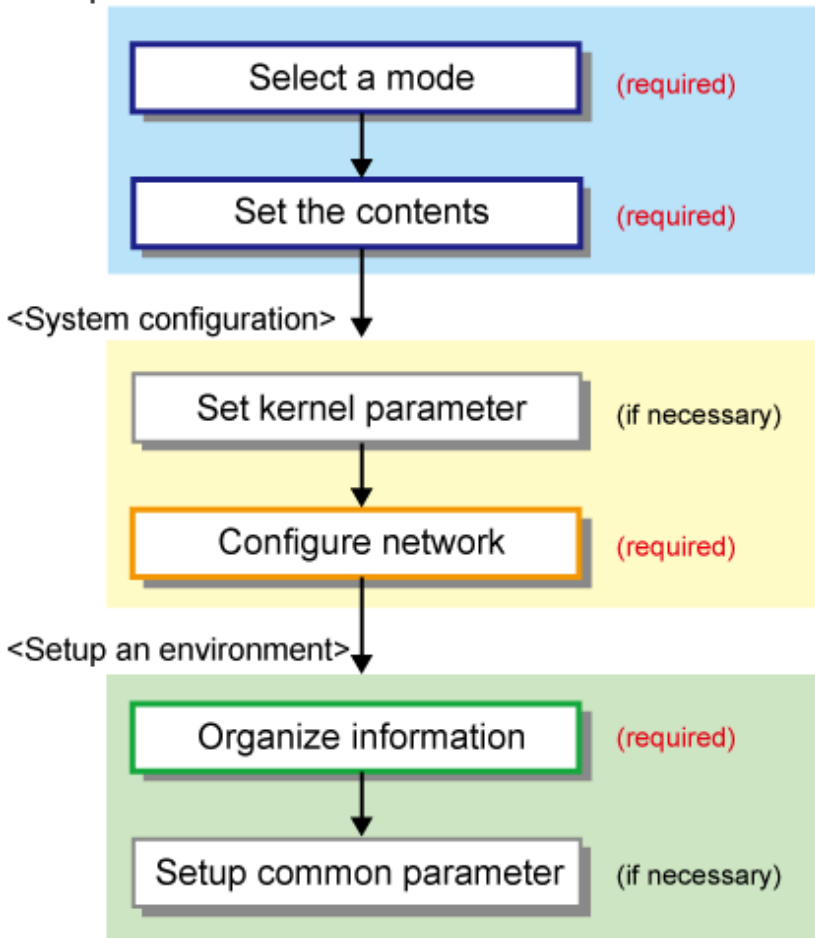 Select a mode
(required)
Set the contents
(required)
<System configuration>
Set kernel parameter
(if necessary)
Configure network
(required)
<Setup an environment>
Organize information
(required)
Setup common parameter
(if necessary)